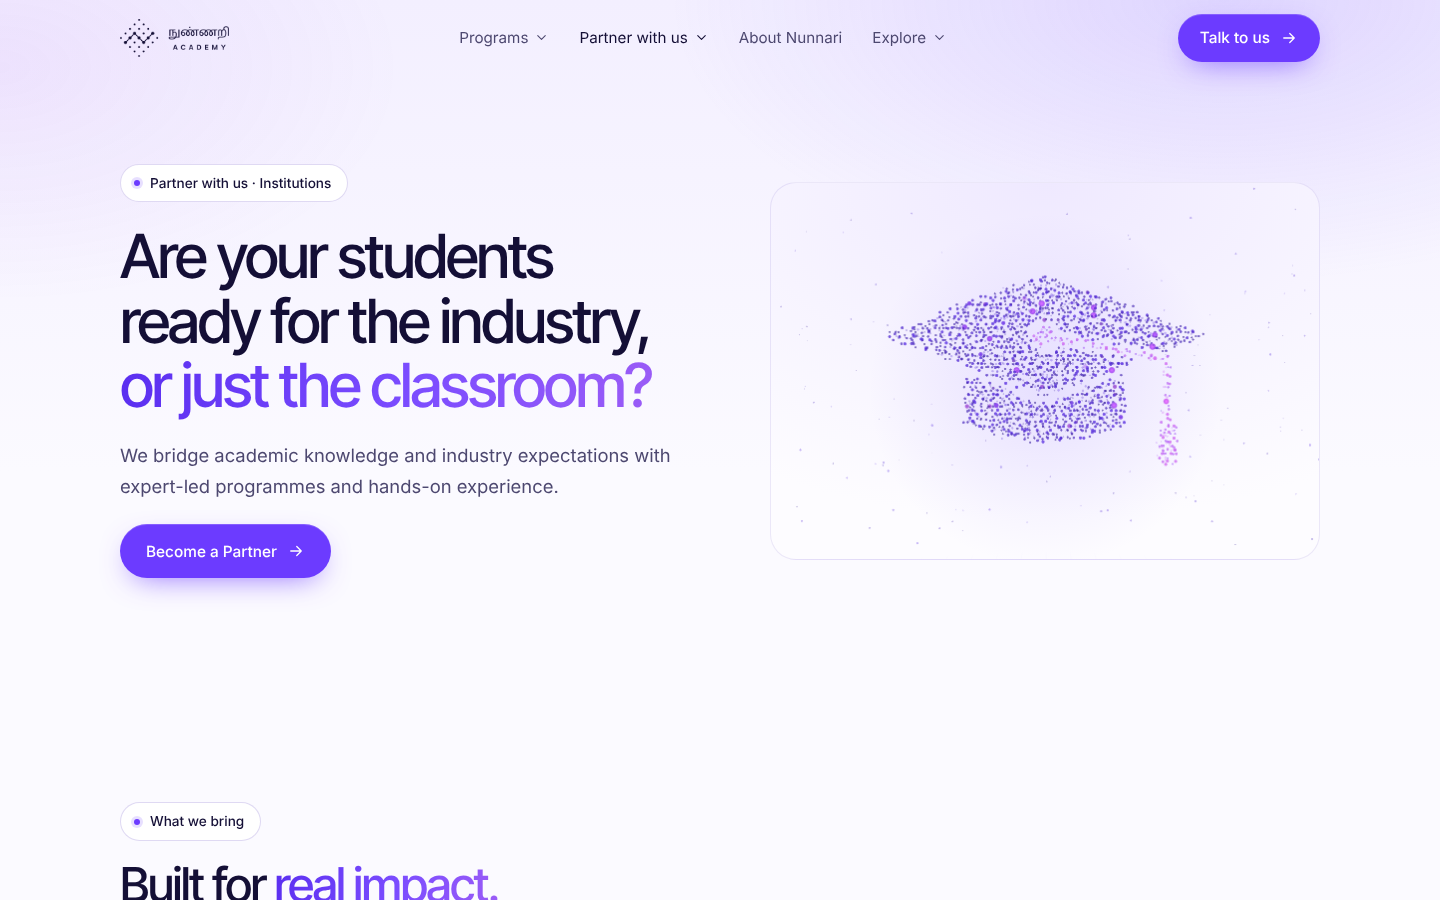 நுண்ணறி
ACADEMY
Programs
Partner with us
About Nunnari
Explore
Talk to us
Partner with us · Institutions
Are your students
ready for the industry,
or just the classroom?
We bridge academic knowledge and industry expectations with
expert-led programmes and hands-on experience.
Become a Partner
What we bring
Built for real impact.